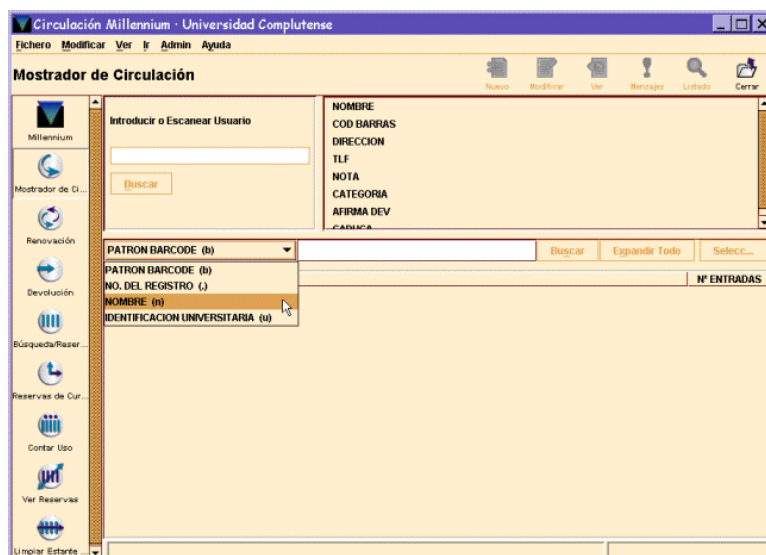 Circulación Millennium · Universidad Complutense
Fichero Modificar Ver Ir Admin Ayuda
Mostrador de Circulación
Nuevo Modificar Ver Mensajes Listado Cerrar
Millennium
Mostrador de Ci...
Renovación
Devolución
Búsqueda/Reser...
Reservas de Cur...
Contar Uso
Ver Reservas
Limpiar Estante ...
Introducir o Escanear Usuario
Buscar
NOMBRE
COD BARRAS
DIRECCION
TLF
NOTA
CATEGORIA
AFIRMA DEV
CADUCA
PATRON BARCODE (b)
Buscar Expandir Todo Selecc...
PATRON BARCODE (b)
NO. DEL REGISTRO (.)
NOMBRE (n)
IDENTIFICACION UNIVERSITARIA (u)
Nº ENTRADAS